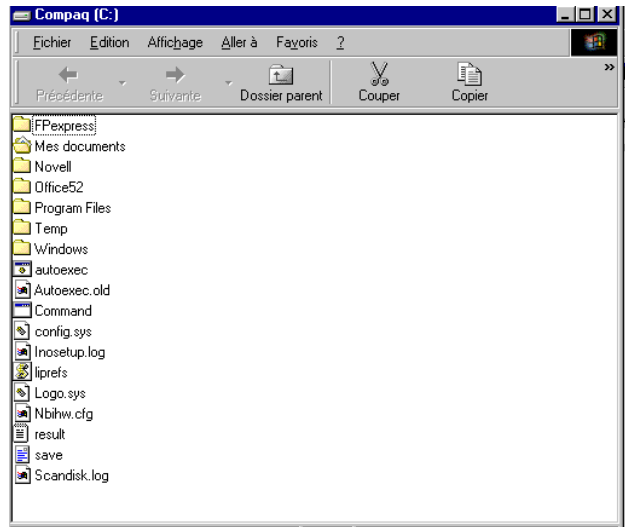 Compaq (C:)
Fichier Edition Affichage Aller à Favoris ?
Précédente Suivante Dossier parent Couper Copier »
FPexpress
Mes documents
Novell
Office52
Program Files
Temp
Windows
autoexec
Autoexec.old
Command
config.sys
Inosetup.log
liprefs
Logo.sys
Nbihw.cfg
result
save
Scandisk.log